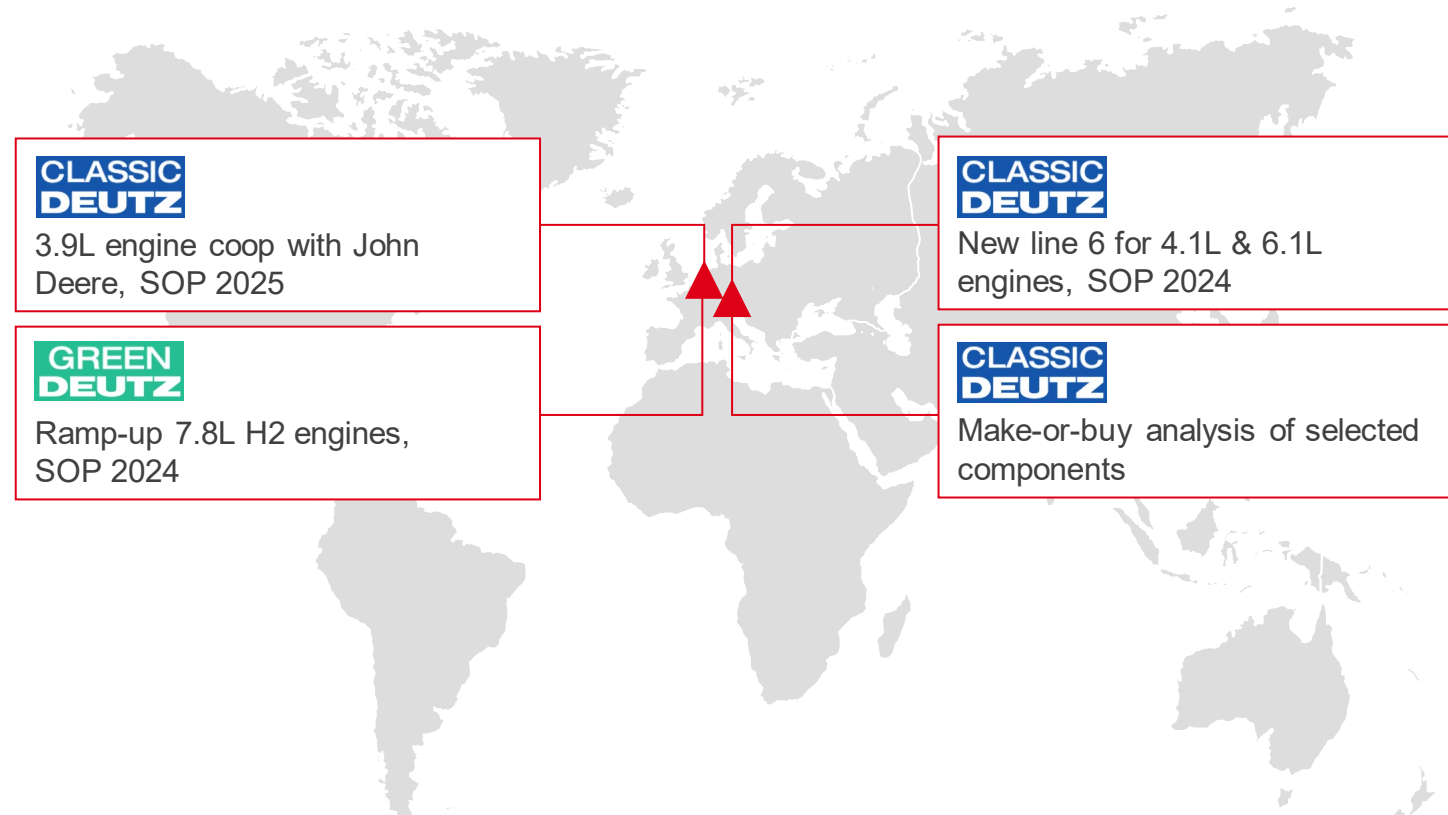 CLASSIC
DEUTZ
3.9L engine coop with John
Deere, SOP 2025
GREEN
DEUTZ
Ramp-up 7.8L H2 engines,
SOP 2024
CLASSIC
DEUTZ
New line 6 for 4.1L & 6.1L
engines, SOP 2024
CLASSIC
DEUTZ
Make-or-buy analysis of selected
components